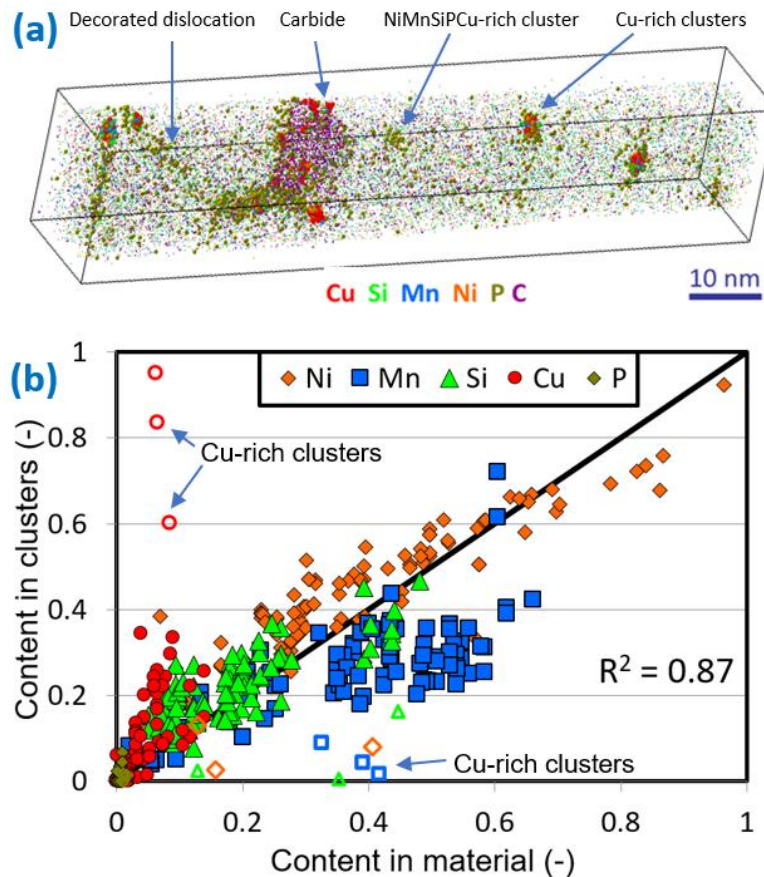 (a)
Decorated dislocation Carbide NiMnSiPCu-rich cluster Cu-rich clusters
Cu Si Mn Ni P C
10 nm
(b)
Ni Mn Si Cu P
Cu-rich clusters
R² = 0.87
Cu-rich clusters
Content in clusters (-)
1
0.8
0.6
0.4
0.2
0
0 0.2 0.4 0.6 0.8 1
Content in material (-)